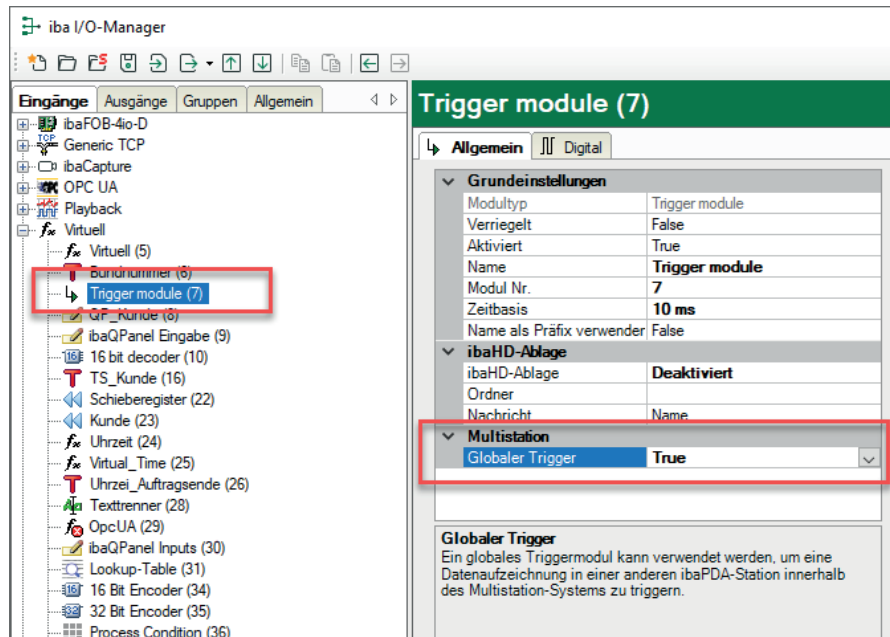 iba I/O-Manager
Eingänge Ausgänge Gruppen Allgemein
ibaFOB-4io-D
Generic TCP
ibaCapture
OPC UA
Playback
Virtuell
Virtuell (5)
Bundnummer (6)
Trigger module (7)
QP_Kunde (8)
ibaQPanel Eingabe (9)
16 bit decoder (10)
TS_Kunde (16)
Schieberegister (22)
Kunde (23)
Uhrzeit (24)
Virtual_Time (25)
Uhrzei_Auftragsende (26)
Texttrenner (28)
OpcUA (29)
ibaQPanel Inputs (30)
Lookup-Table (31)
16 Bit Encoder (34)
32 Bit Encoder (35)
Process Condition (36)
Trigger module (7)
Allgemein Digital
Grundeinstellungen
Modultyp Trigger module
Verriegelt False
Aktiviert True
Name Trigger module
Modul Nr. 7
Zeitbasis 10 ms
Name als Präfix verwender False
ibaHD-Ablage
ibaHD-Ablage Deaktiviert
Ordner
Nachricht Name
Multistation
Globaler Trigger True
Globaler Trigger
Ein globales Triggermodul kann verwendet werden, um eine
Datenaufzeichnung in einer anderen ibaPDA-Station innerhalb
des Multistation-Systems zu triggern.